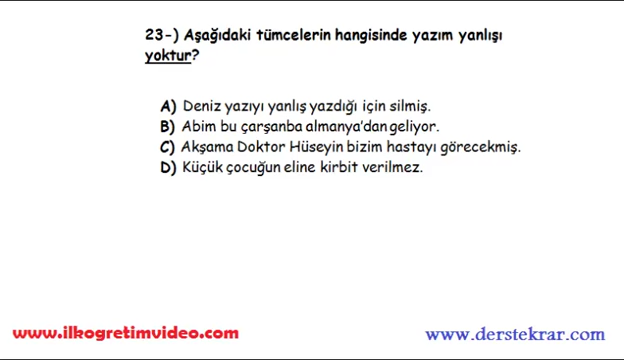 23-) Aşağıdaki tümcelerin hangisinde yazım yanlışı
yoktur?
A) Deniz yazıyı yanlış yazdığı için silmiş.
B) Abim bu çarşanba almanya'dan geliyor.
C) Akşama Doktor Hüseyin bizim hastayı görecekmiş.
D) Küçük çocuğun eline kirbit verilmez.
www.ilkogretimvideo.com
www.derstekrar.com